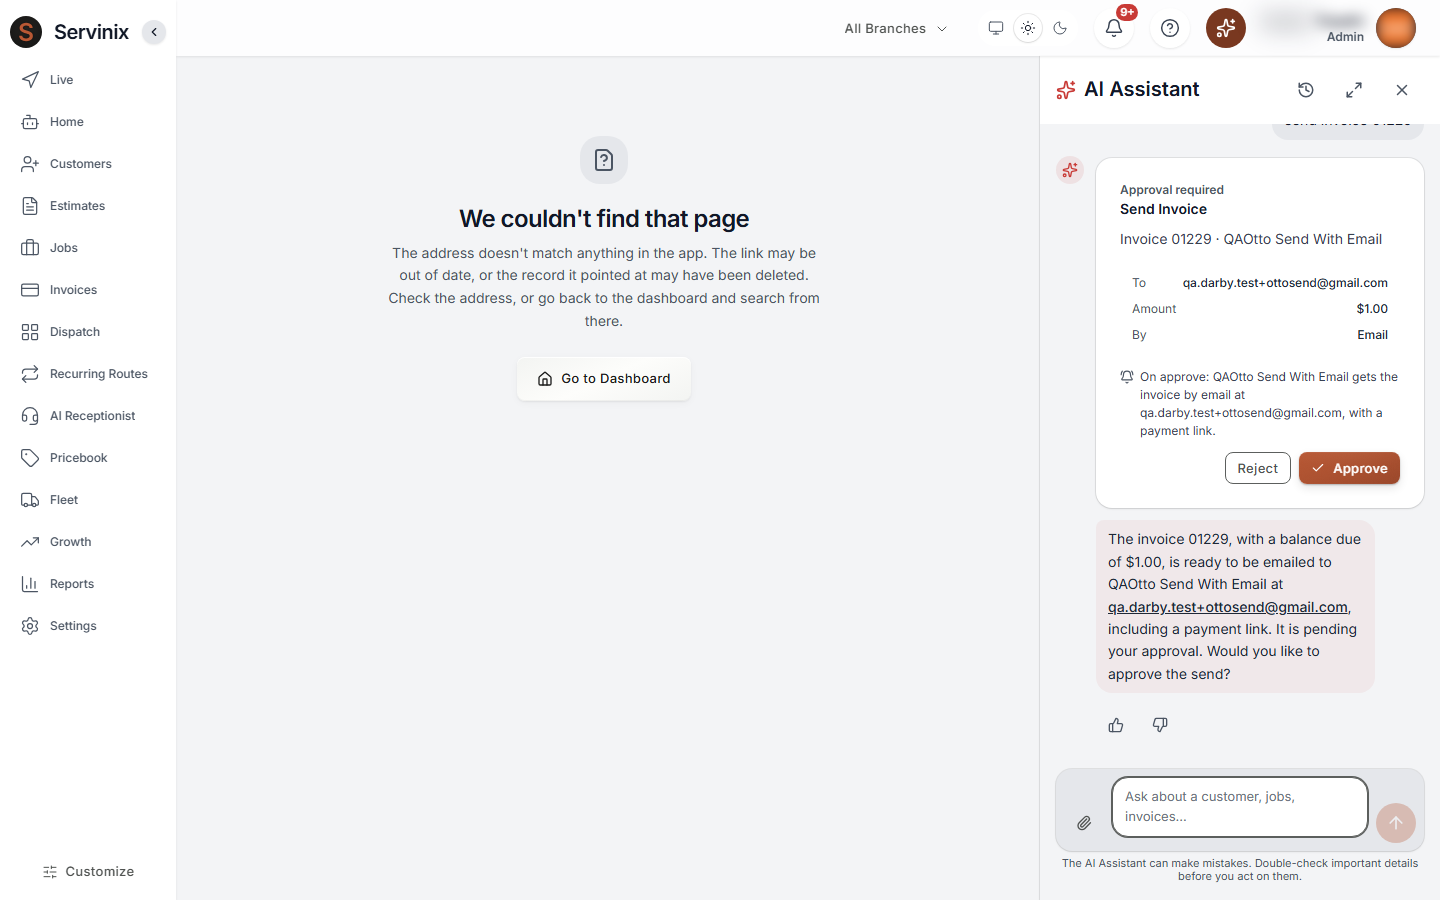 S Servinix
All Branches
9+
Admin
Live
Home
Customers
Estimates
Jobs
Invoices
Dispatch
Recurring Routes
AI Receptionist
Pricebook
Fleet
Growth
Reports
Settings
Customize
We couldn't find that page
The address doesn't match anything in the app. The link may be
out of date, or the record it pointed at may have been deleted.
Check the address, or go back to the dashboard and search from
there.
Go to Dashboard
AI Assistant
Approval required
Send Invoice
Invoice 01229 · QAOtto Send With Email
To qa.darby.test+ottosend@gmail.com
Amount $1.00
By Email
On approve: QAOtto Send With Email gets the
invoice by email at
qa.darby.test+ottosend@gmail.com, with a
payment link.
Reject Approve
The invoice 01229, with a balance due
of $1.00, is ready to be emailed to
QAOtto Send With Email at
qa.darby.test+ottosend@gmail.com,
including a payment link. It is pending
your approval. Would you like to
approve the send?
Ask about a customer, jobs,
invoices...
The AI Assistant can make mistakes. Double-check important details
before you act on them.